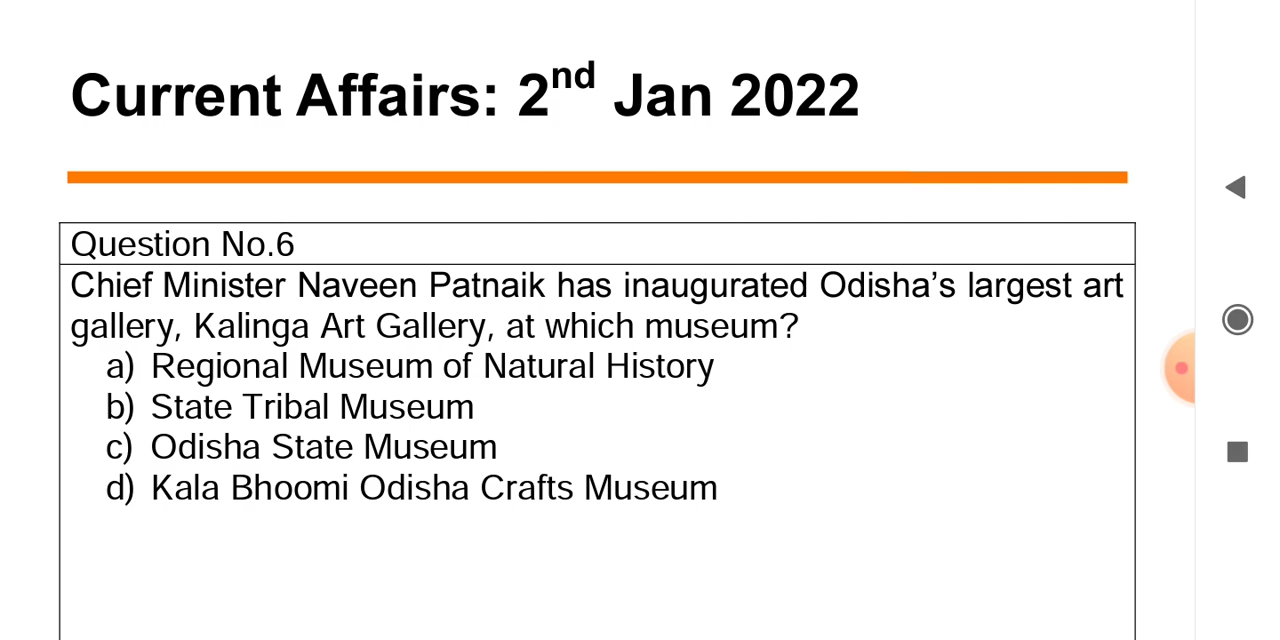 Current Affairs: 2nd Jan 2022
Question No.6
Chief Minister Naveen Patnaik has inaugurated Odisha’s largest art
gallery, Kalinga Art Gallery, at which museum?
a) Regional Museum of Natural History
b) State Tribal Museum
c) Odisha State Museum
d) Kala Bhoomi Odisha Crafts Museum